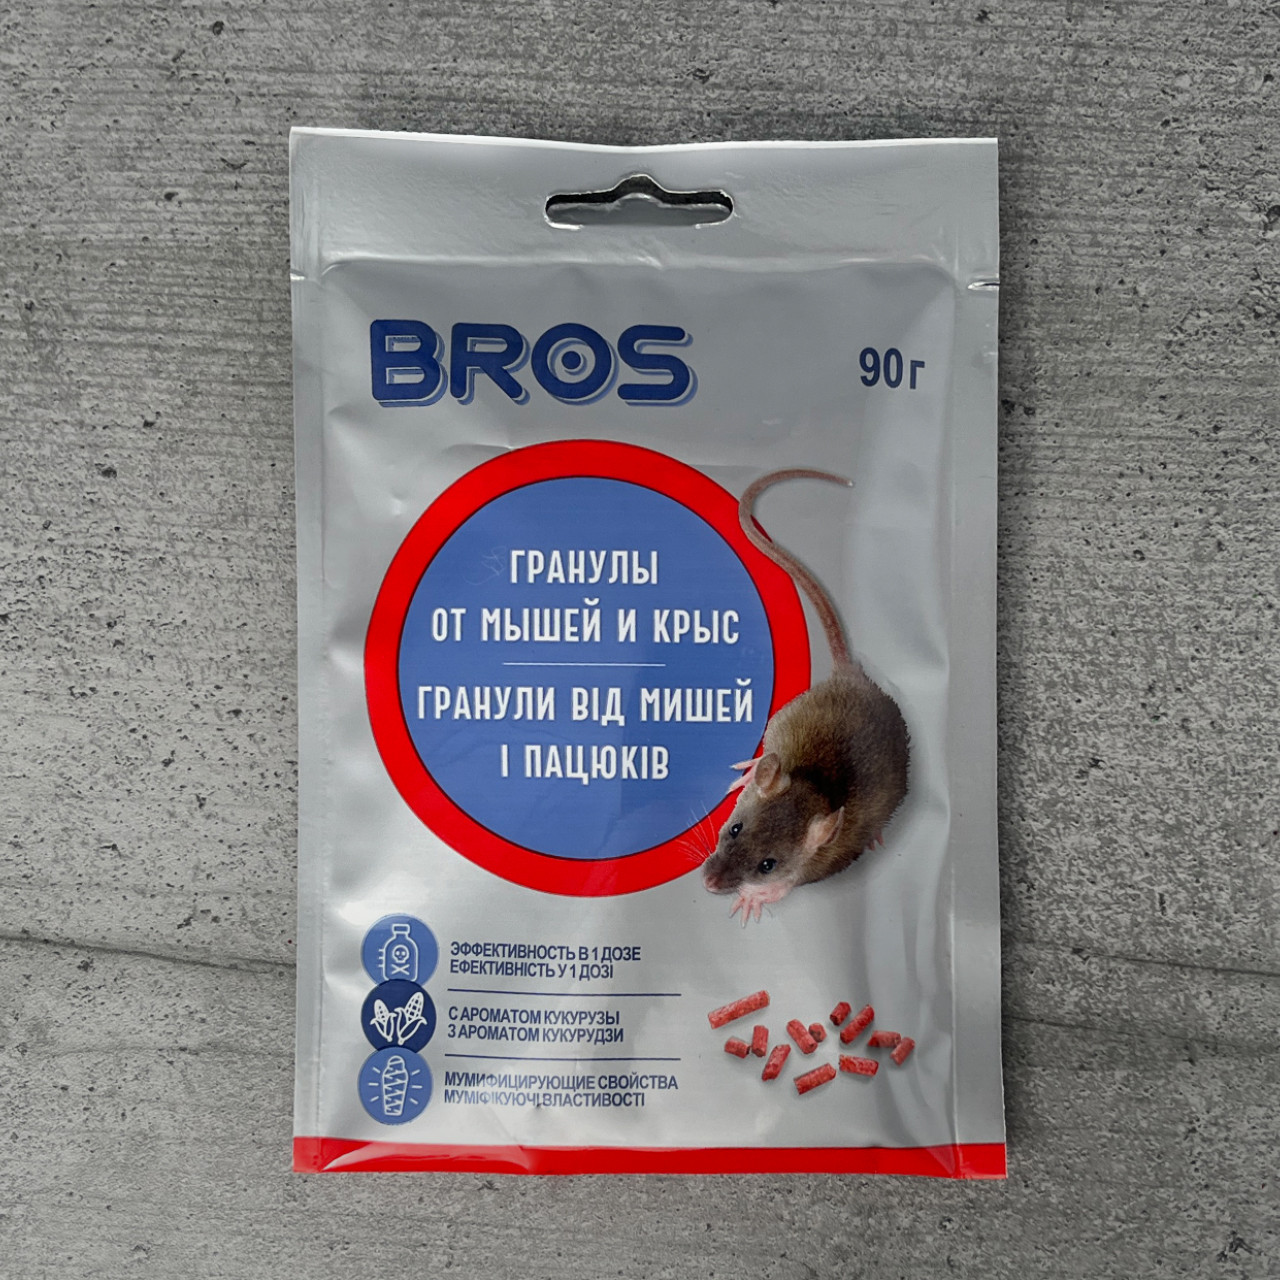 BROS
90г
ГРАНУЛЫ
ОТ МЫШЕЙ И КРЫС
ГРАНУЛИ ВІД МИШЕЙ
І ПАЦЮКІВ
ЭФФЕКТИВНОСТЬ В 1 ДОЗЕ
ЕФЕКТИВНІСТЬ У 1 ДОЗІ
С АРОМАТОМ КУКУРУЗЫ
З АРОМАТОМ КУКУРУДЗИ
МУМИФИЦИРУЮЩИЕ СВОЙСТВА
МУМІФІКУЮЧІ ВЛАСТИВОСТІ